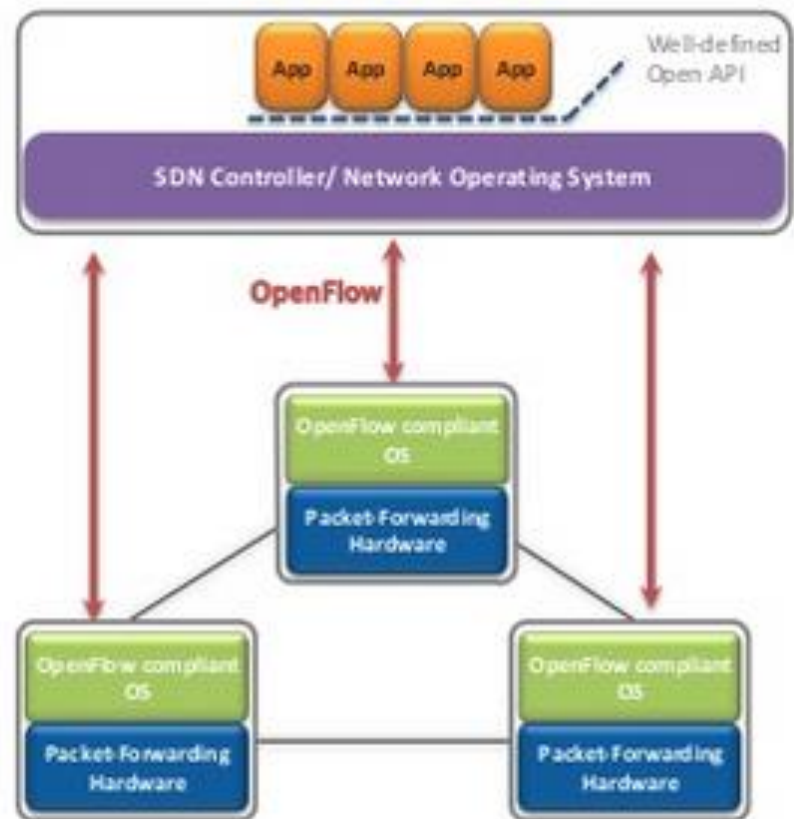 App App App App
Well-defined
Open API
SDN Controller/ Network Operating System
OpenFlow
OpenFlow compliant
OS
Packet-Forwarding
Hardware
OpenFlow compliant
OS
Packet-Forwarding
Hardware
OpenFlow compliant
OS
Packet-Forwarding
Hardware